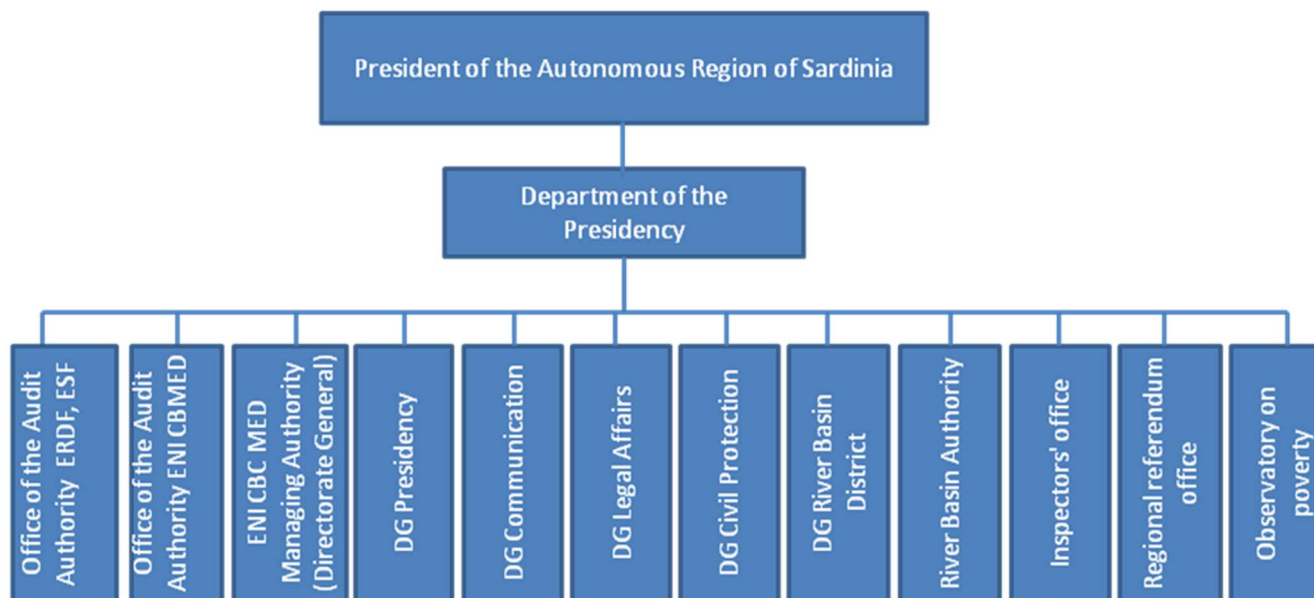 President of the Autonomous Region of Sardinia
Department of the
Presidency
Office of the Audit
Authority ERDF, ESF
Office of the Audit
Authority ENI CBMED
ENI CBC MED
Managing Authority
(Directorate General)
DG Presidency
DG Communication
DG Legal Affairs
DG Civil Protection
DG River Basin
District
River Basin Authority
Inspectors' office
Regional referendum
office
Observatory on
poverty